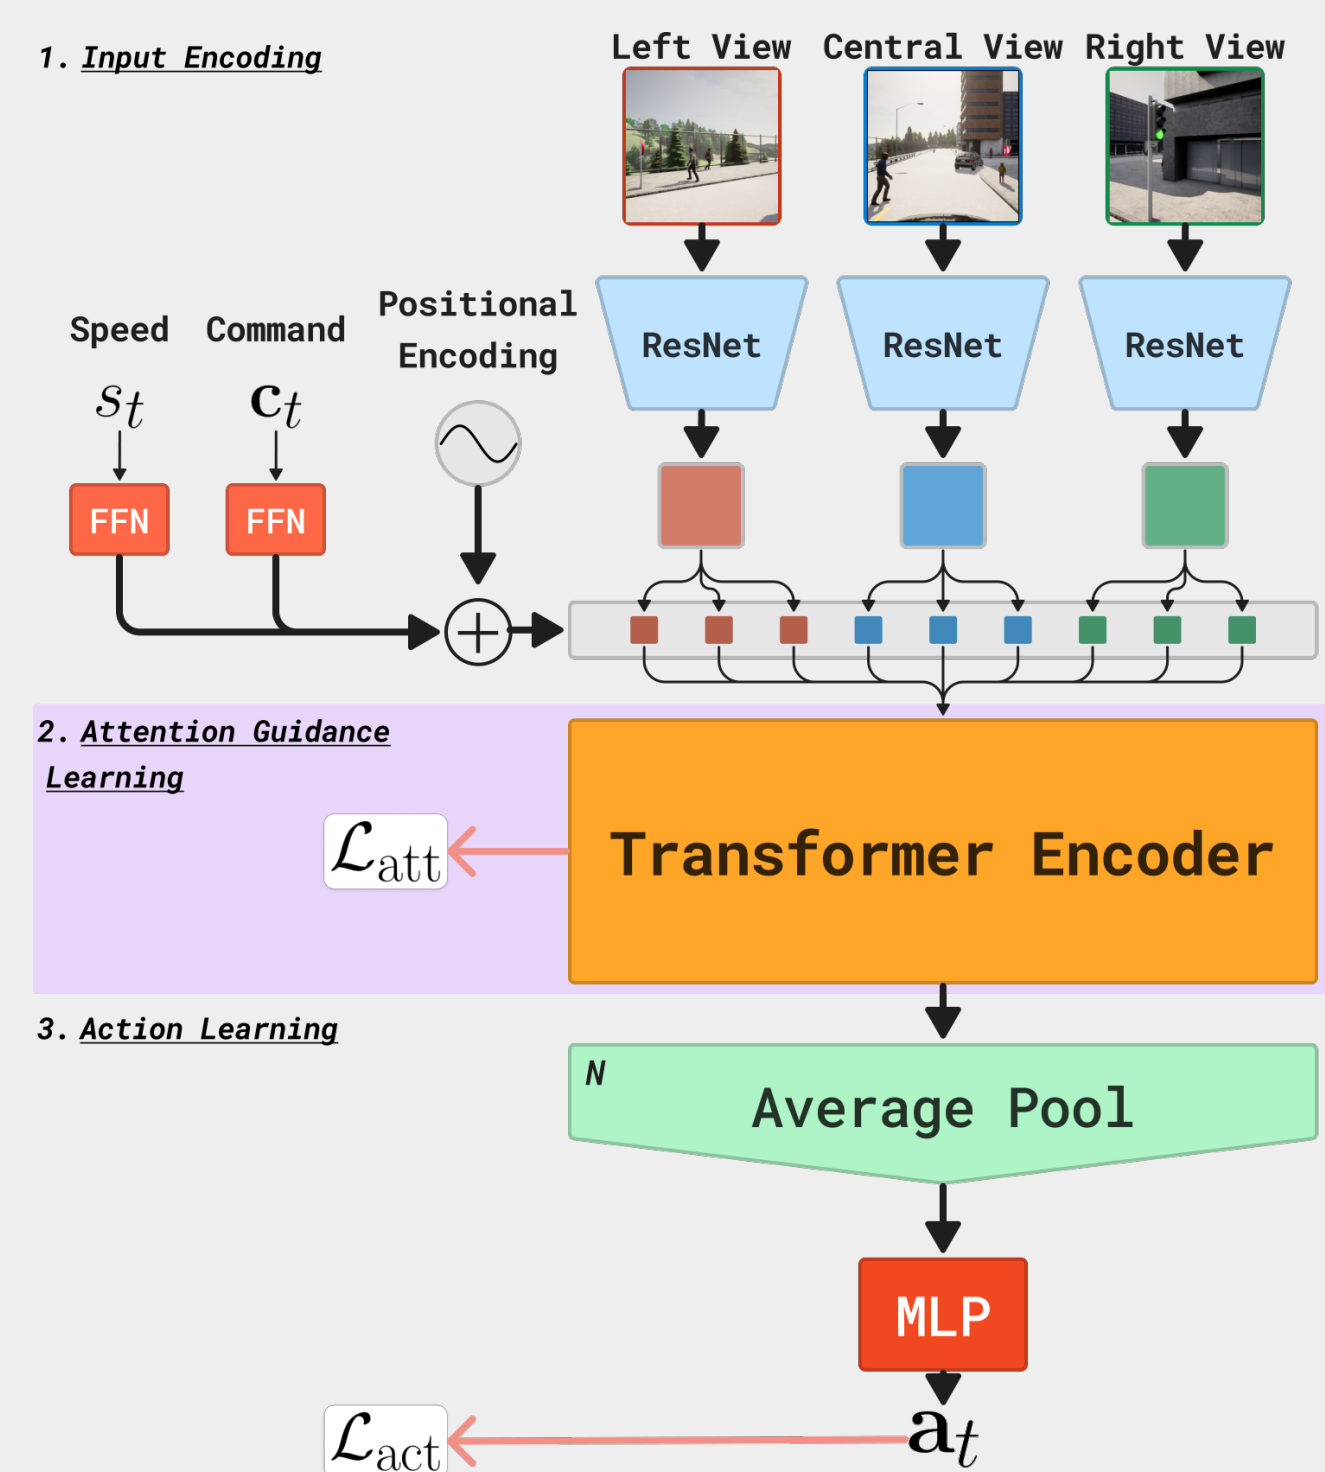 1. Input Encoding
Left View Central View Right View
Positional
Encoding
Speed Command
s_t c_t
ResNet ResNet ResNet
FFN FFN
2. Attention Guidance
Learning
L_att
Transformer Encoder
3. Action Learning
N
Average Pool
MLP
L_act
a_t